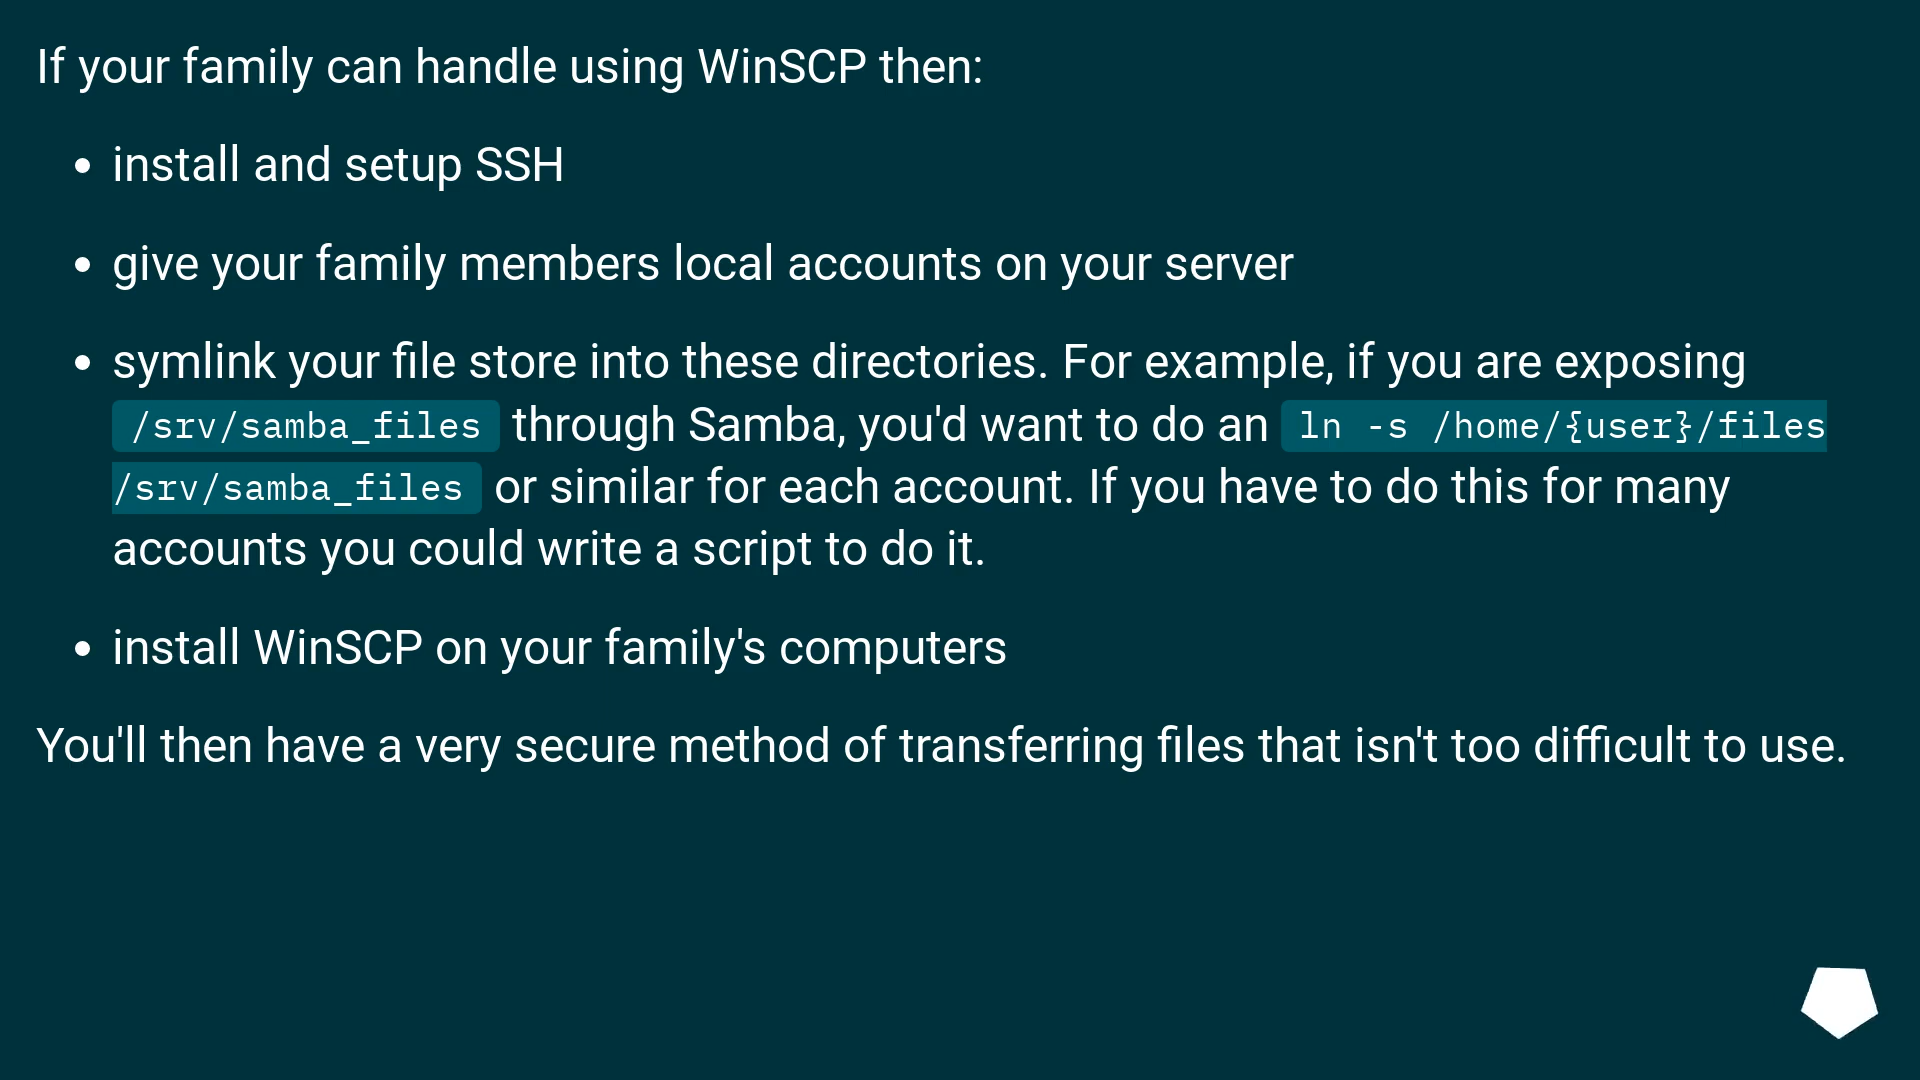 If your family can handle using WinSCP then:
• install and setup SSH
• give your family members local accounts on your server
• symlink your file store into these directories. For example, if you are exposing
/srv/samba_files through Samba, you'd want to do an ln -s /home/{user}/files
/srv/samba_files or similar for each account. If you have to do this for many
accounts you could write a script to do it.
• install WinSCP on your family's computers
You'll then have a very secure method of transferring files that isn't too difficult to use.